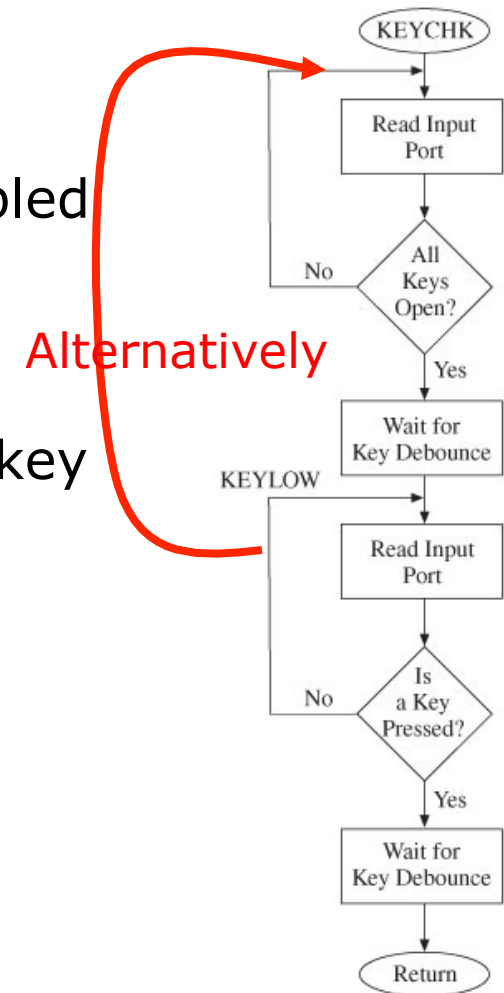 KEYCHK
Read Input
Port
All
Keys
Open?
No
Yes
Alternatively
Wait for
Key Debounce
key
KEYLOW
Read Input
Port
Is
a Key
Pressed?
No
Yes
Wait for
Key Debounce
Return